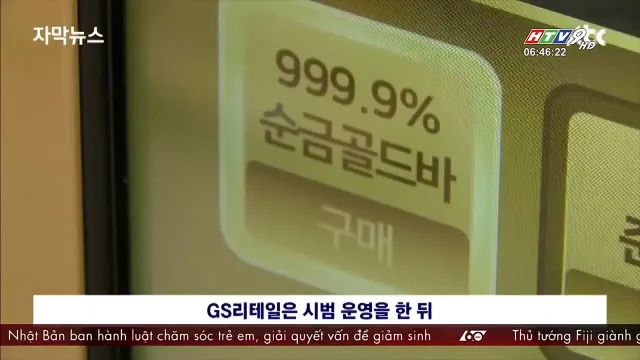 자막뉴스
HTV9 HD
06:46:22
999.9%
순금골드바
구매
GS리테일은 시범 운영을 한 뒤
Nhật Bản ban hành luật chăm sóc trẻ em, giải quyết vấn đề giảm sinh
60
Thủ tướng Fiji giành